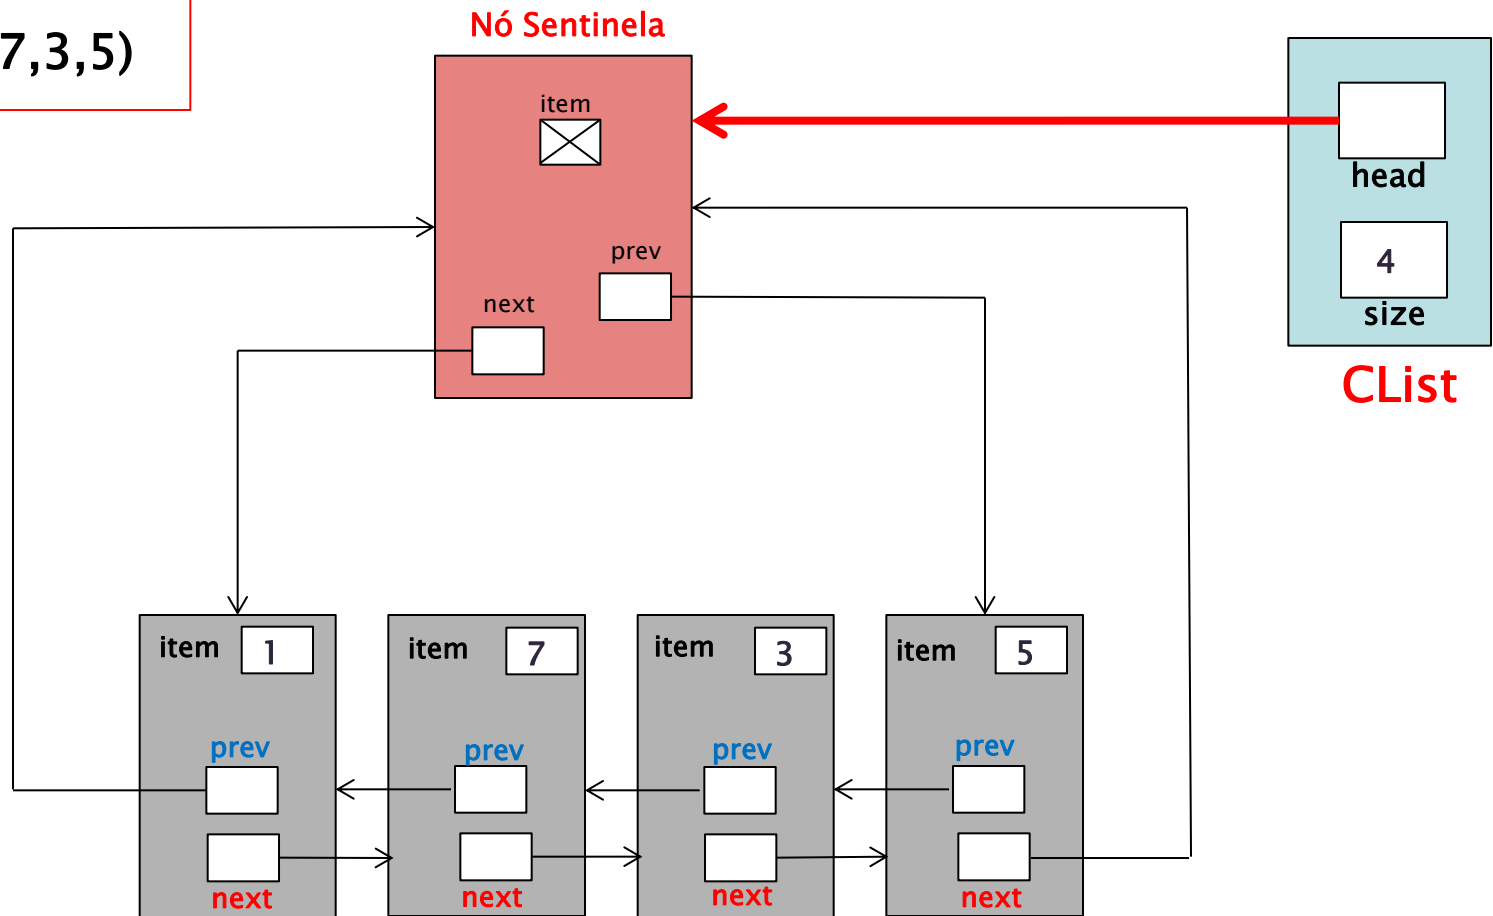 7,3,5)
Nó Sentinela
item
prev
next
head
4
size
CList
item 1
prev
next
item 7
prev
next
item 3
prev
next
item 5
prev
next